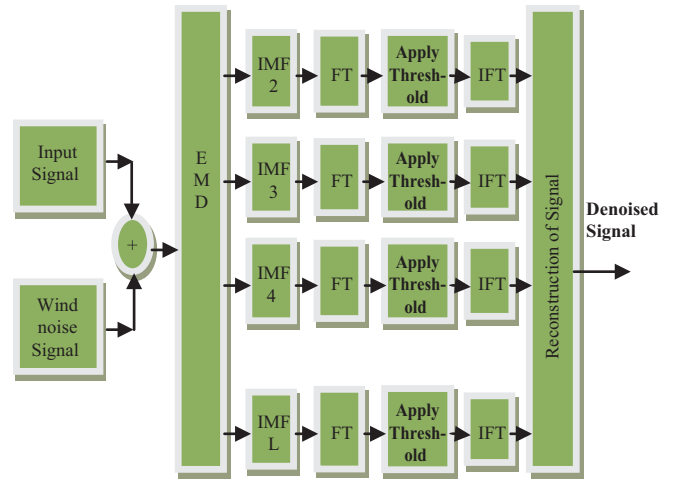 Input
Signal
Wind
noise
Signal
+
E
M
D
IMF
2
FT
Apply
Thresh-
old
IFT
IMF
3
FT
Apply
Thresh-
old
IFT
IMF
4
FT
Apply
Thresh-
old
IFT
IMF
L
FT
Apply
Thresh-
old
IFT
Reconstruction of Signal
Denoised
Signal